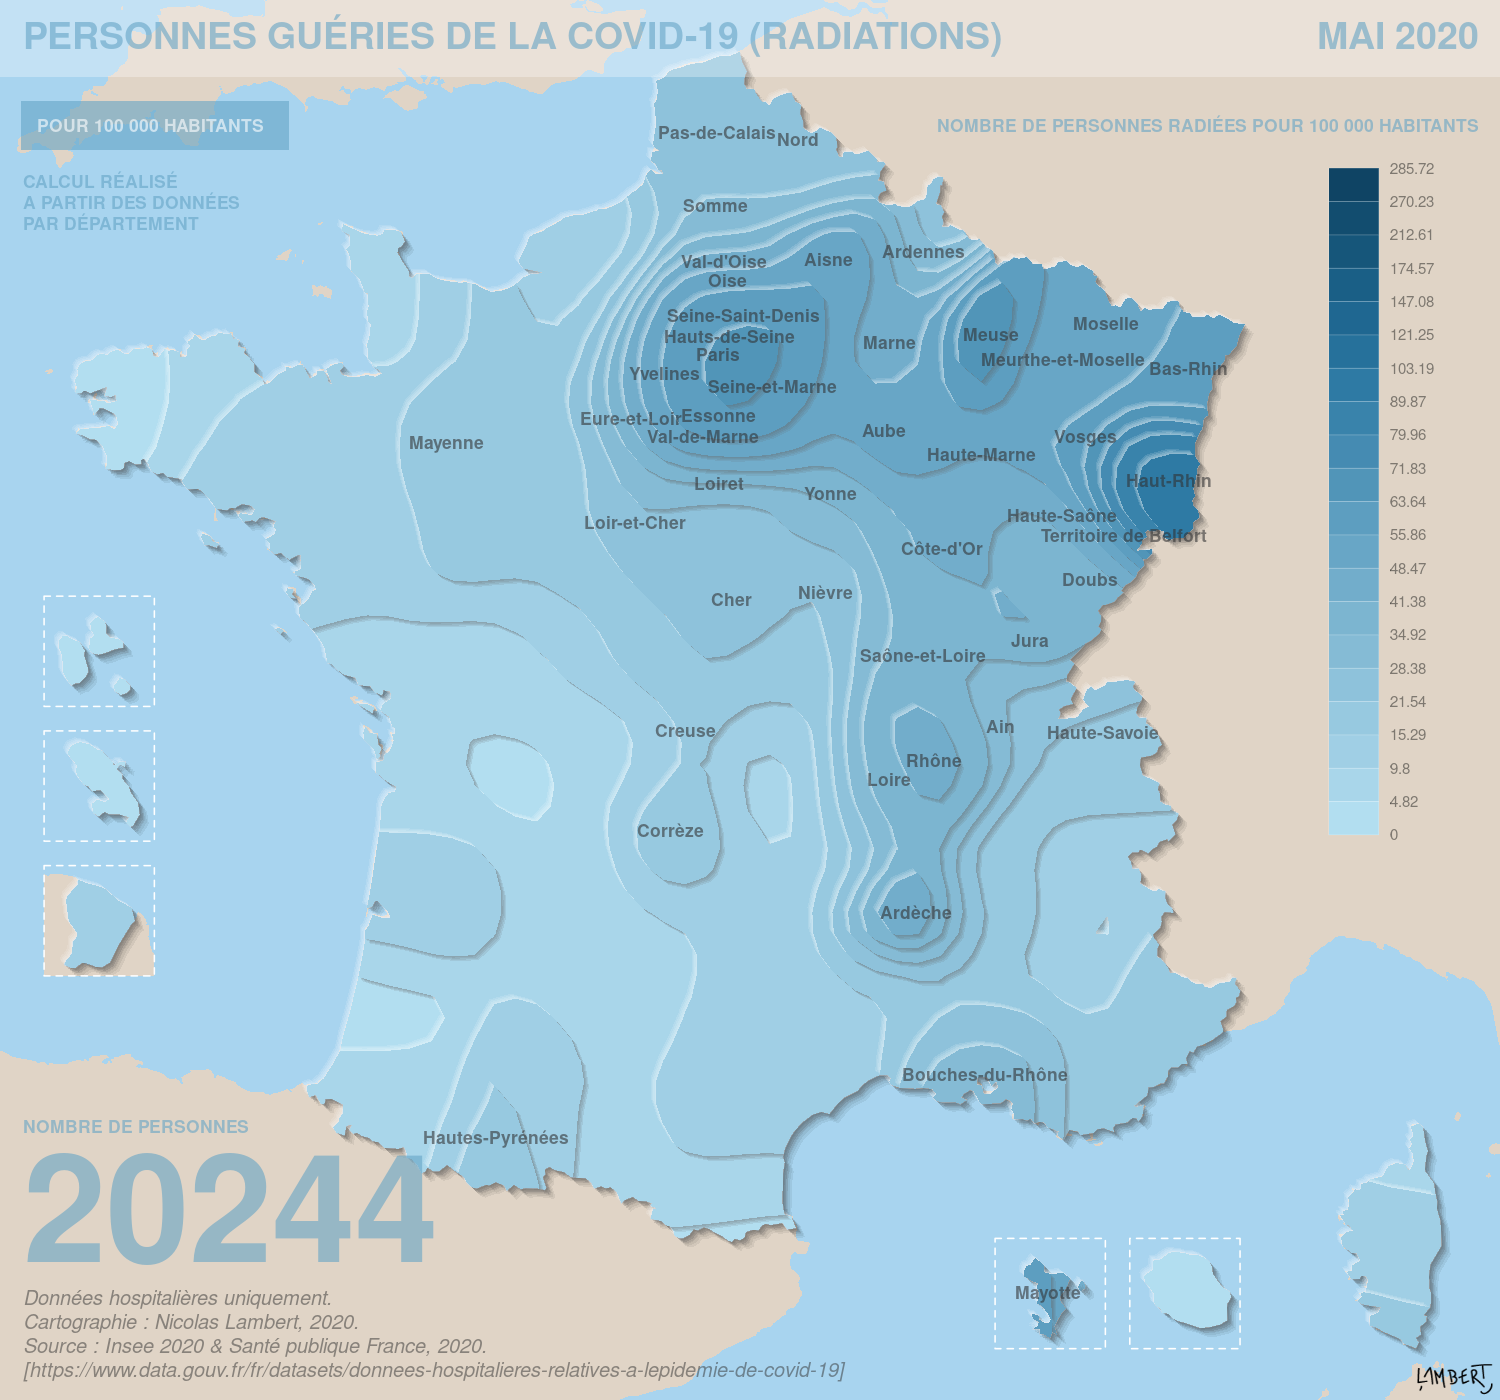 PERSONNES GUÉRIES DE LA COVID-19 (RADIATIONS)
MAI 2020
POUR 100 000 HABITANTS
CALCUL RÉALISÉ
A PARTIR DES DONNÉES
PAR DÉPARTEMENT
NOMBRE DE PERSONNES RADIÉES POUR 100 000 HABITANTS
285.72
270.23
212.61
174.57
147.08
121.25
103.19
89.87
79.96
71.83
63.64
55.86
48.47
41.38
34.92
28.38
21.54
15.29
9.8
4.82
0
Pas-de-Calais
Nord
Somme
Ardennes
Val-d'Oise
Aisne
Oise
Seine-Saint-Denis
Moselle
Hauts-de-Seine
Meuse
Marne
Paris
Meurthe-et-Moselle
Bas-Rhin
Yvelines
Seine-et-Marne
Eure-et-Loir
Essonne
Val-de-Marne
Aube
Vosges
Mayenne
Haute-Marne
Haut-Rhin
Loiret
Yonne
Haute-Saône
Loir-et-Cher
Territoire de Belfort
Côte-d'Or
Doubs
Nièvre
Cher
Jura
Saône-et-Loire
Ain
Creuse
Haute-Savoie
Rhône
Loire
Corrèze
Ardèche
Bouches-du-Rhône
Hautes-Pyrénées
Mayotte
NOMBRE DE PERSONNES
20244
Données hospitalières uniquement.
Cartographie : Nicolas Lambert, 2020.
Source : Insee 2020 & Santé publique France, 2020.
[https://www.data.gouv.fr/fr/datasets/donnees-hospitalieres-relatives-a-lepidemie-de-covid-19]
LAMBERT